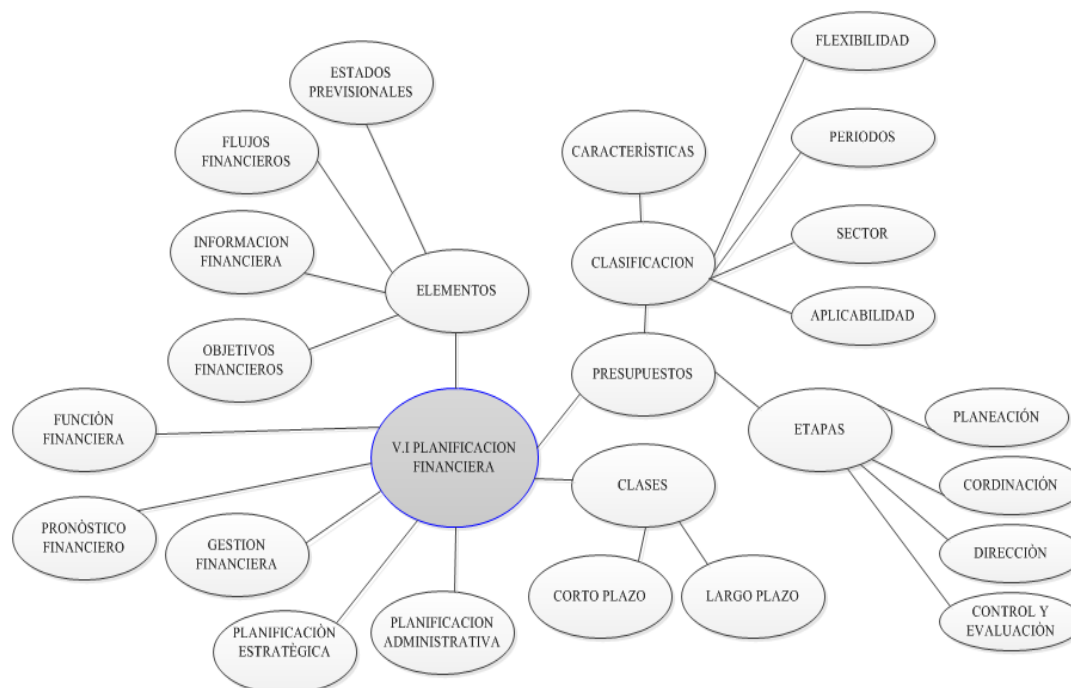 FLEXIBILIDAD
ESTADOS
PREVISIONALES
FLUJOS
FINANCIEROS
CARACTERÌSTICAS
PERIODOS
INFORMACION
FINANCIERA
SECTOR
CLASIFICACION
ELEMENTOS
APLICABILIDAD
OBJETIVOS
FINANCIEROS
PRESUPUESTOS
FUNCIÒN
FINANCIERA
V.I PLANIFICACION
FINANCIERA
ETAPAS
PLANEACIÓN
CLASES
CORDINACIÓN
PRONÒSTICO
FINANCIERO
GESTION
FINANCIERA
DIRECCIÒN
CORTO PLAZO
LARGO PLAZO
CONTROL Y
EVALUACIÒN
PLANIFICACIÒN
ESTRATÈGICA
PLANIFICACION
ADMINISTRATIVA